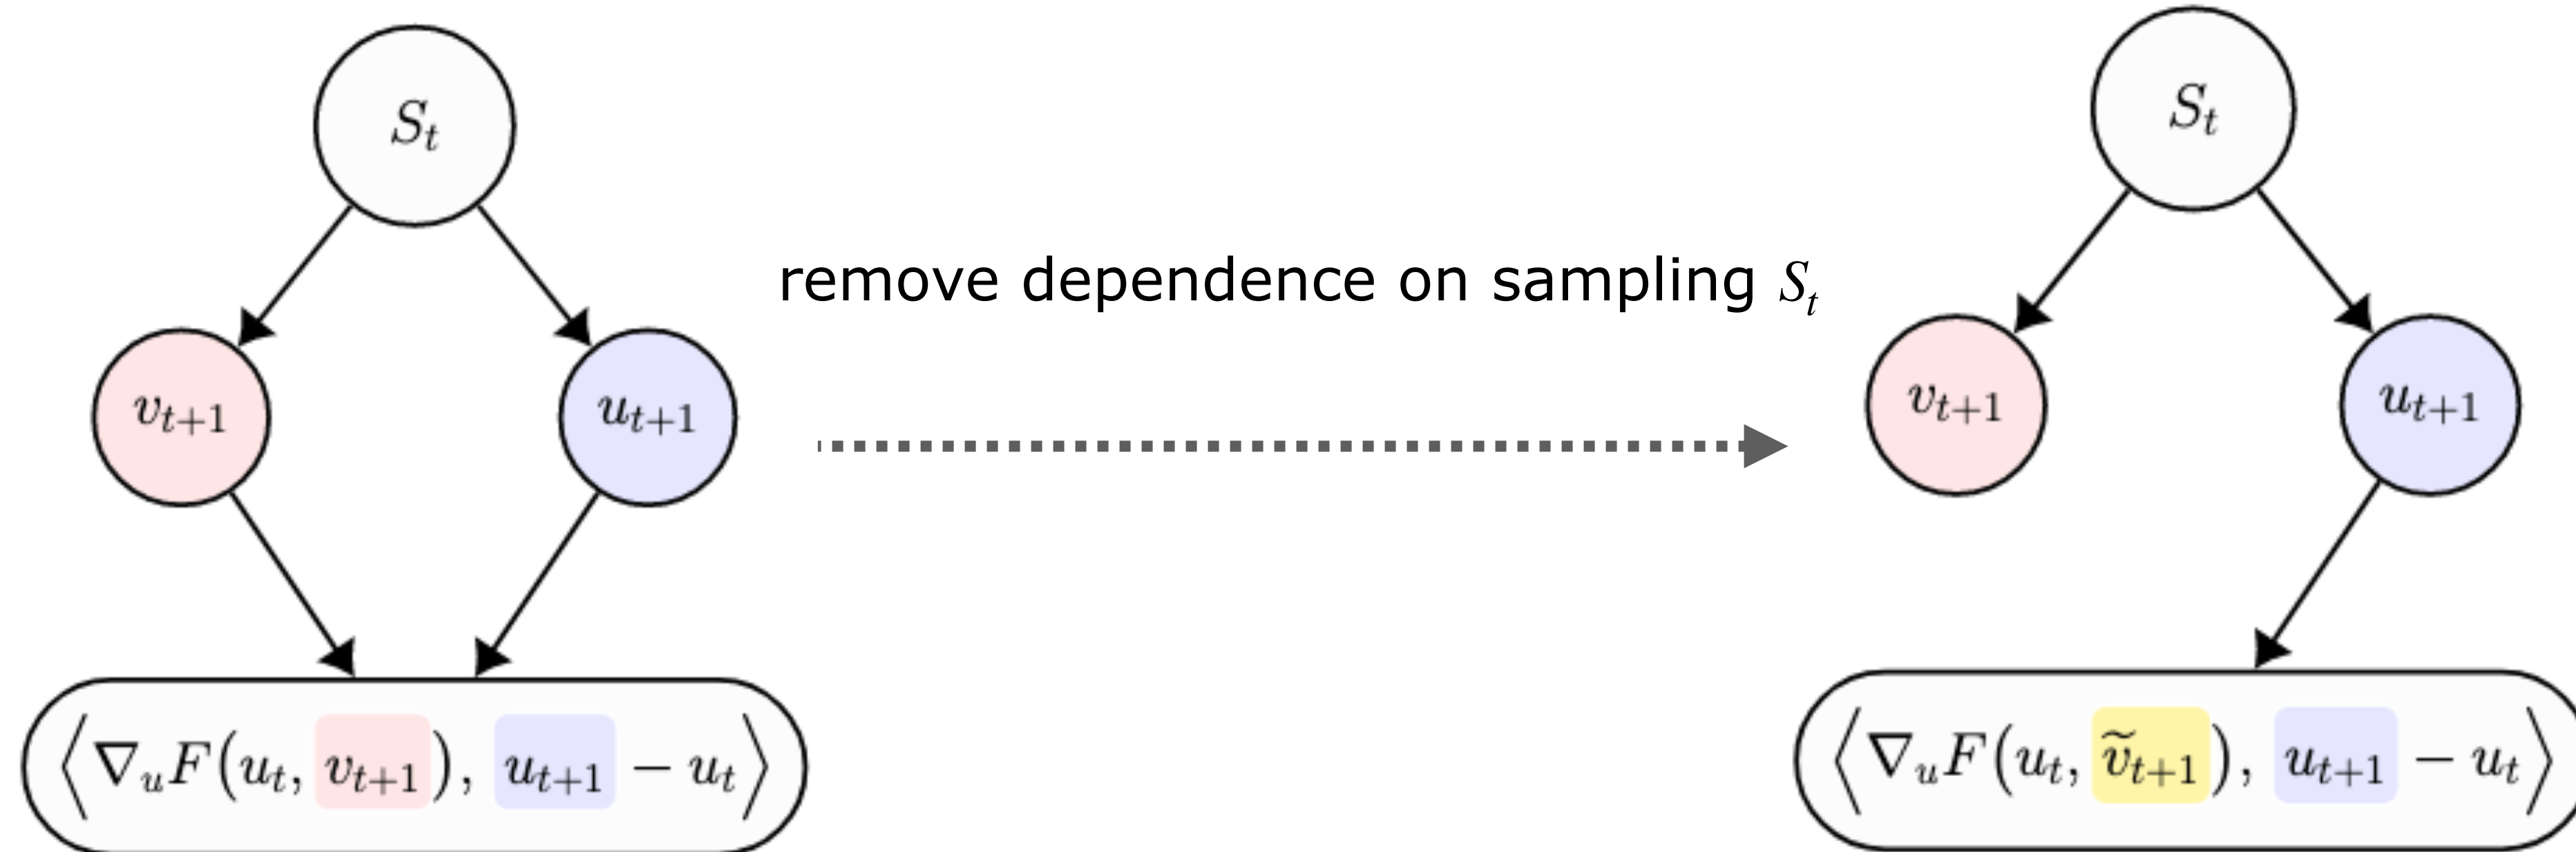 S_t
v_{t+1}
u_{t+1}
⟨∇_u F(u_t, v_{t+1}), u_{t+1} − u_t⟩
remove dependence on sampling S_t
S_t
v_{t+1}
u_{t+1}
⟨∇_u F(u_t, ṽ_{t+1}), u_{t+1} − u_t⟩